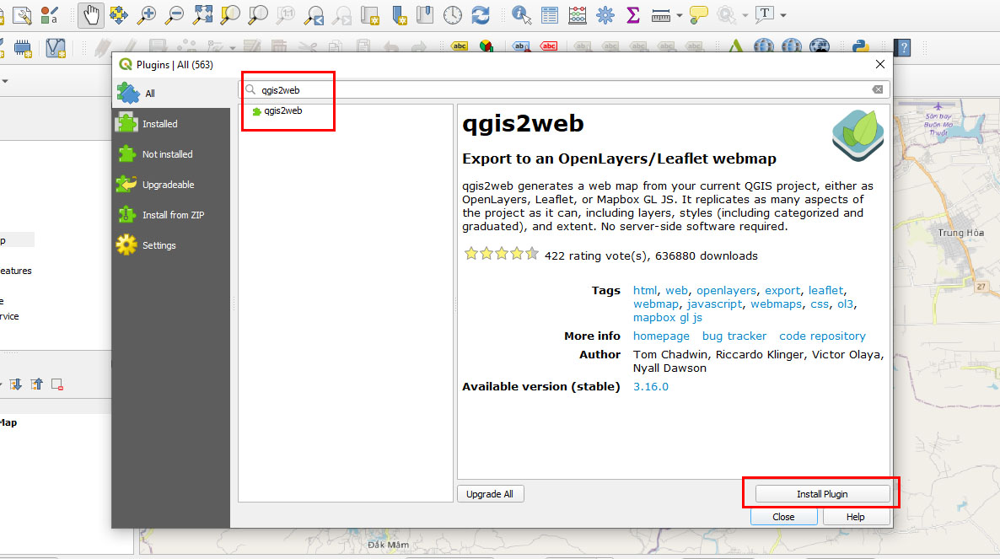 Plugins | All (563)
All
Installed
Not installed
Upgradeable
Install from ZIP
Settings
qgis2web
qgis2web
qgis2web
Export to an OpenLayers/Leaflet webmap
qgis2web generates a web map from your current QGIS project, either as
OpenLayers, Leaflet, or Mapbox GL JS. It replicates as many aspects of
the project as it can, including layers, styles (including categorized and
graduated), and extent. No server-side software required.
422 rating vote(s), 636880 downloads
Tags html, web, openlayers, export, leaflet,
webmap, javascript, webmaps, css, ol3,
mapbox gl js
More info homepage bug tracker code repository
Author Tom Chadwin, Riccardo Klinger, Victor Olaya,
Nyall Dawson
Available version (stable) 3.16.0
Upgrade All
Install Plugin
Close
Help
p
eatures
e
rvice
Map
abc
abc
Sân bay
Buôn Ma
Thuột
Trung Hòa
27
Đắk Mâm